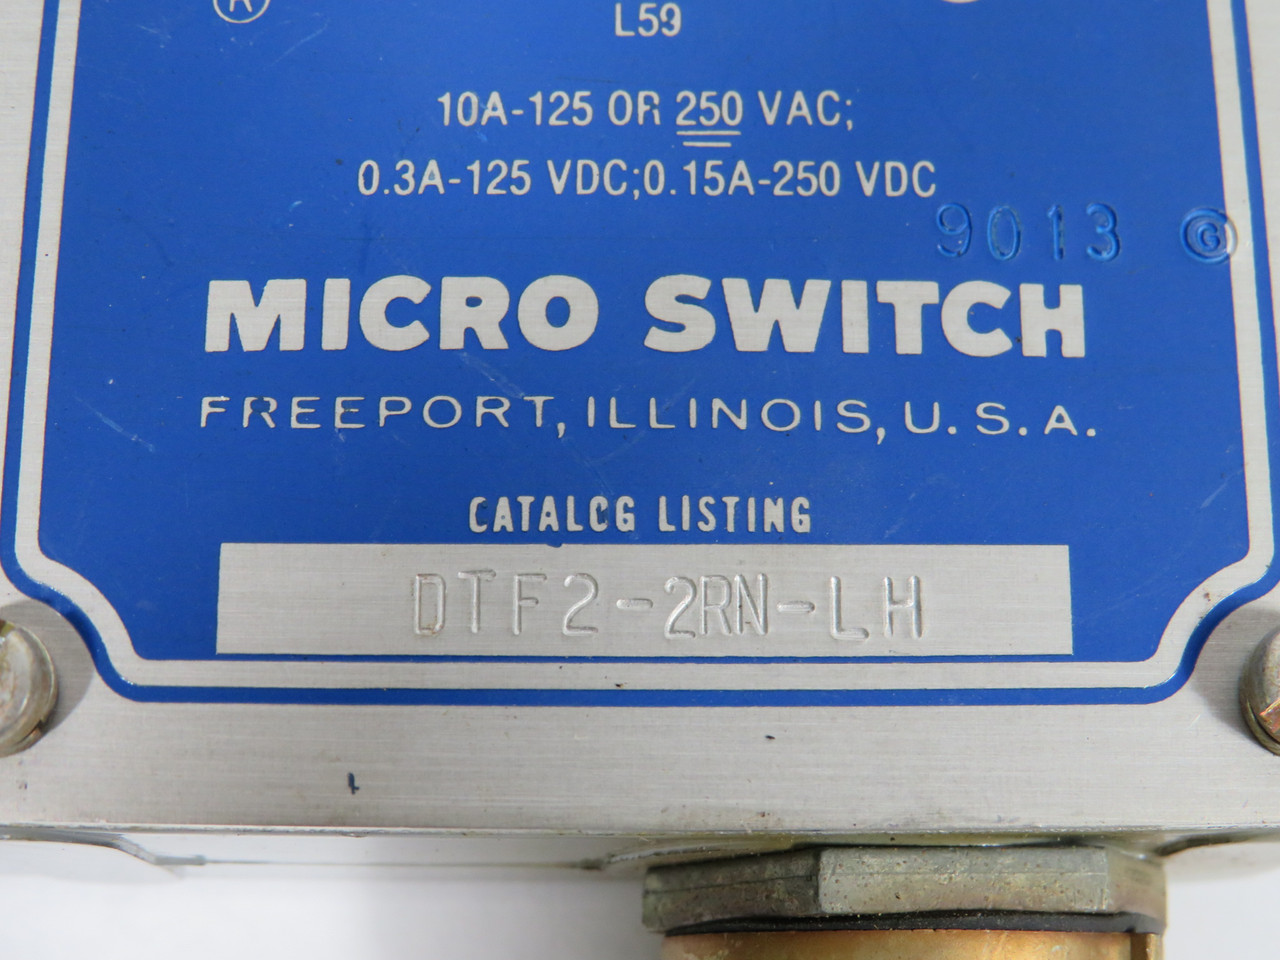 R
L59
10A-125 OR 250 VAC;
0.3A-125 VDC;0.15A-250 VDC
9013 G
MICRO SWITCH
FREEPORT, ILLINOIS, U.S.A.
CATALOG LISTING
DTF2-2RN-LH